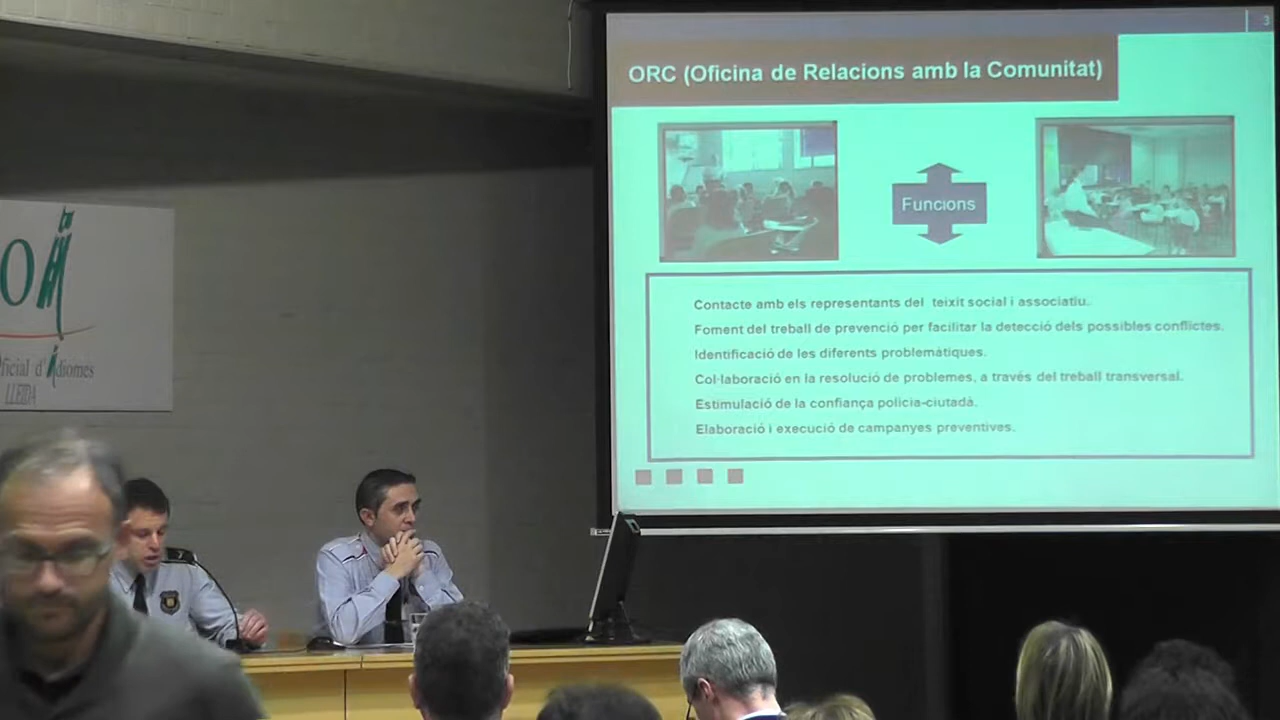 3
ORC (Oficina de Relacions amb la Comunitat)
Funcions
Contacte amb els representants del teixit social i associatiu.
Foment del treball de prevenció per facilitar la detecció dels possibles conflictes.
Identificació de les diferents problemàtiques.
Col·laboració en la resolució de problemes, a través del treball transversal.
Estimulació de la confiança policia-ciutadà.
Elaboració i execució de campanyes preventives.
oi
ficial d'idiomes
LLEIDA